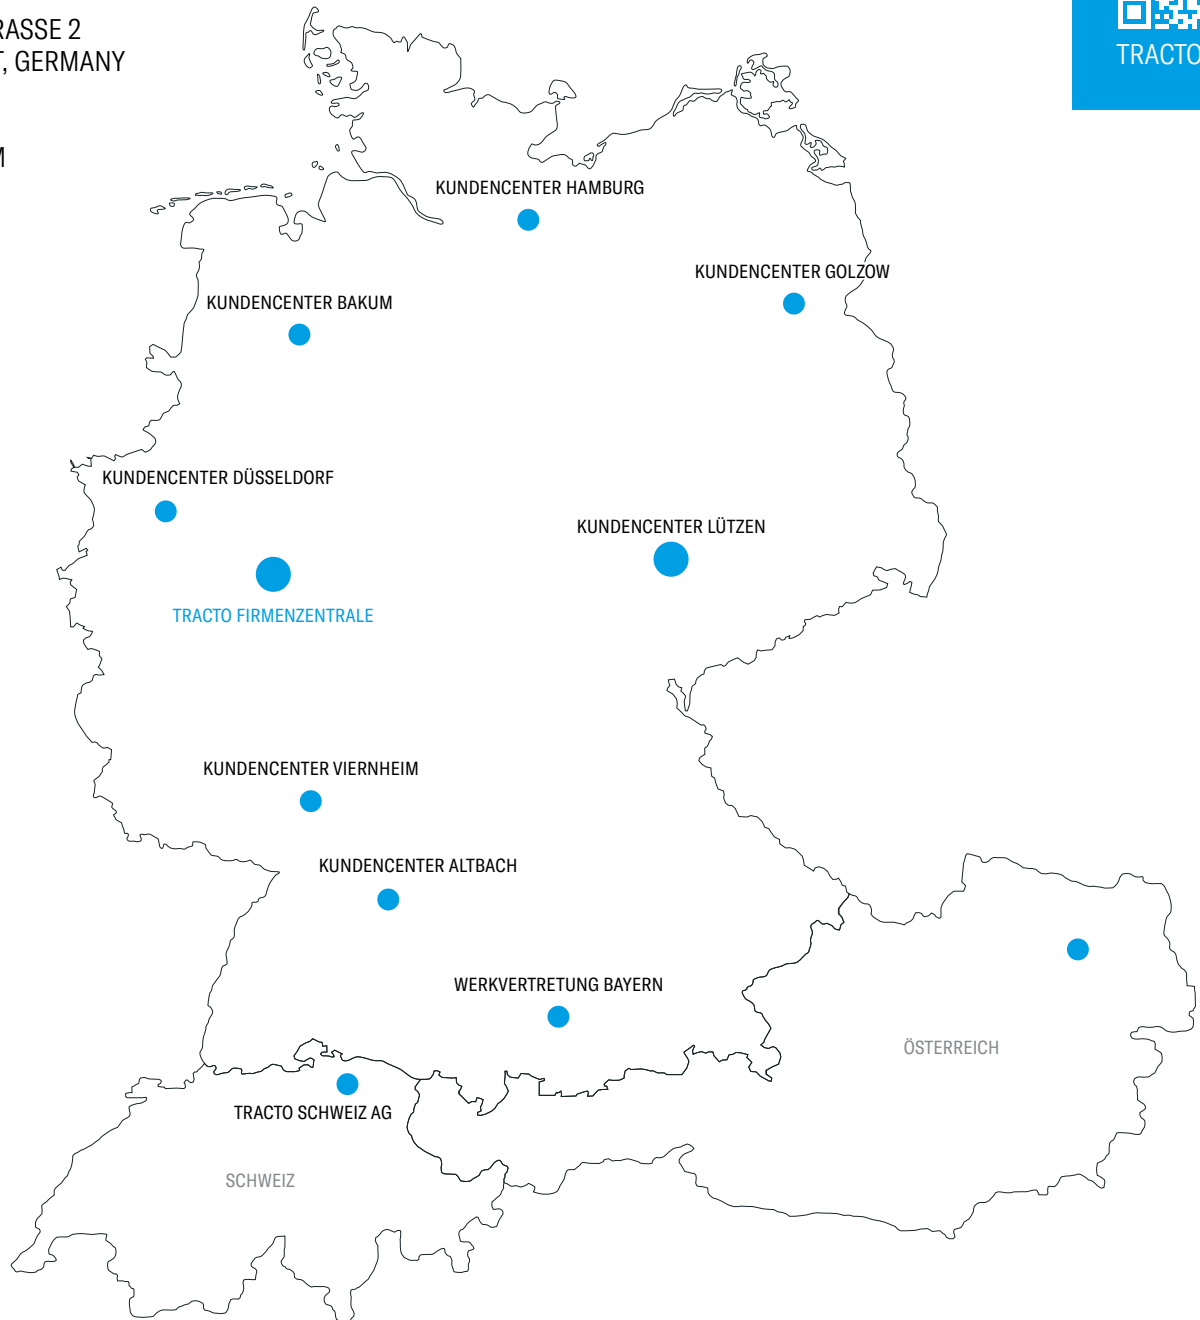 2
, GERMANY
TRACTO
KUNDENCENTER HAMBURG
KUNDENCENTER GOLZOW
KUNDENCENTER BAKUM
KUNDENCENTER DÜSSELDORF
KUNDENCENTER LÜTZEN
TRACTO FIRMENZENTRALE
KUNDENCENTER VIERNHEIM
KUNDENCENTER ALTBACH
WERKVERTRETUNG BAYERN
ÖSTERREICH
TRACTO SCHWEIZ AG
SCHWEIZ